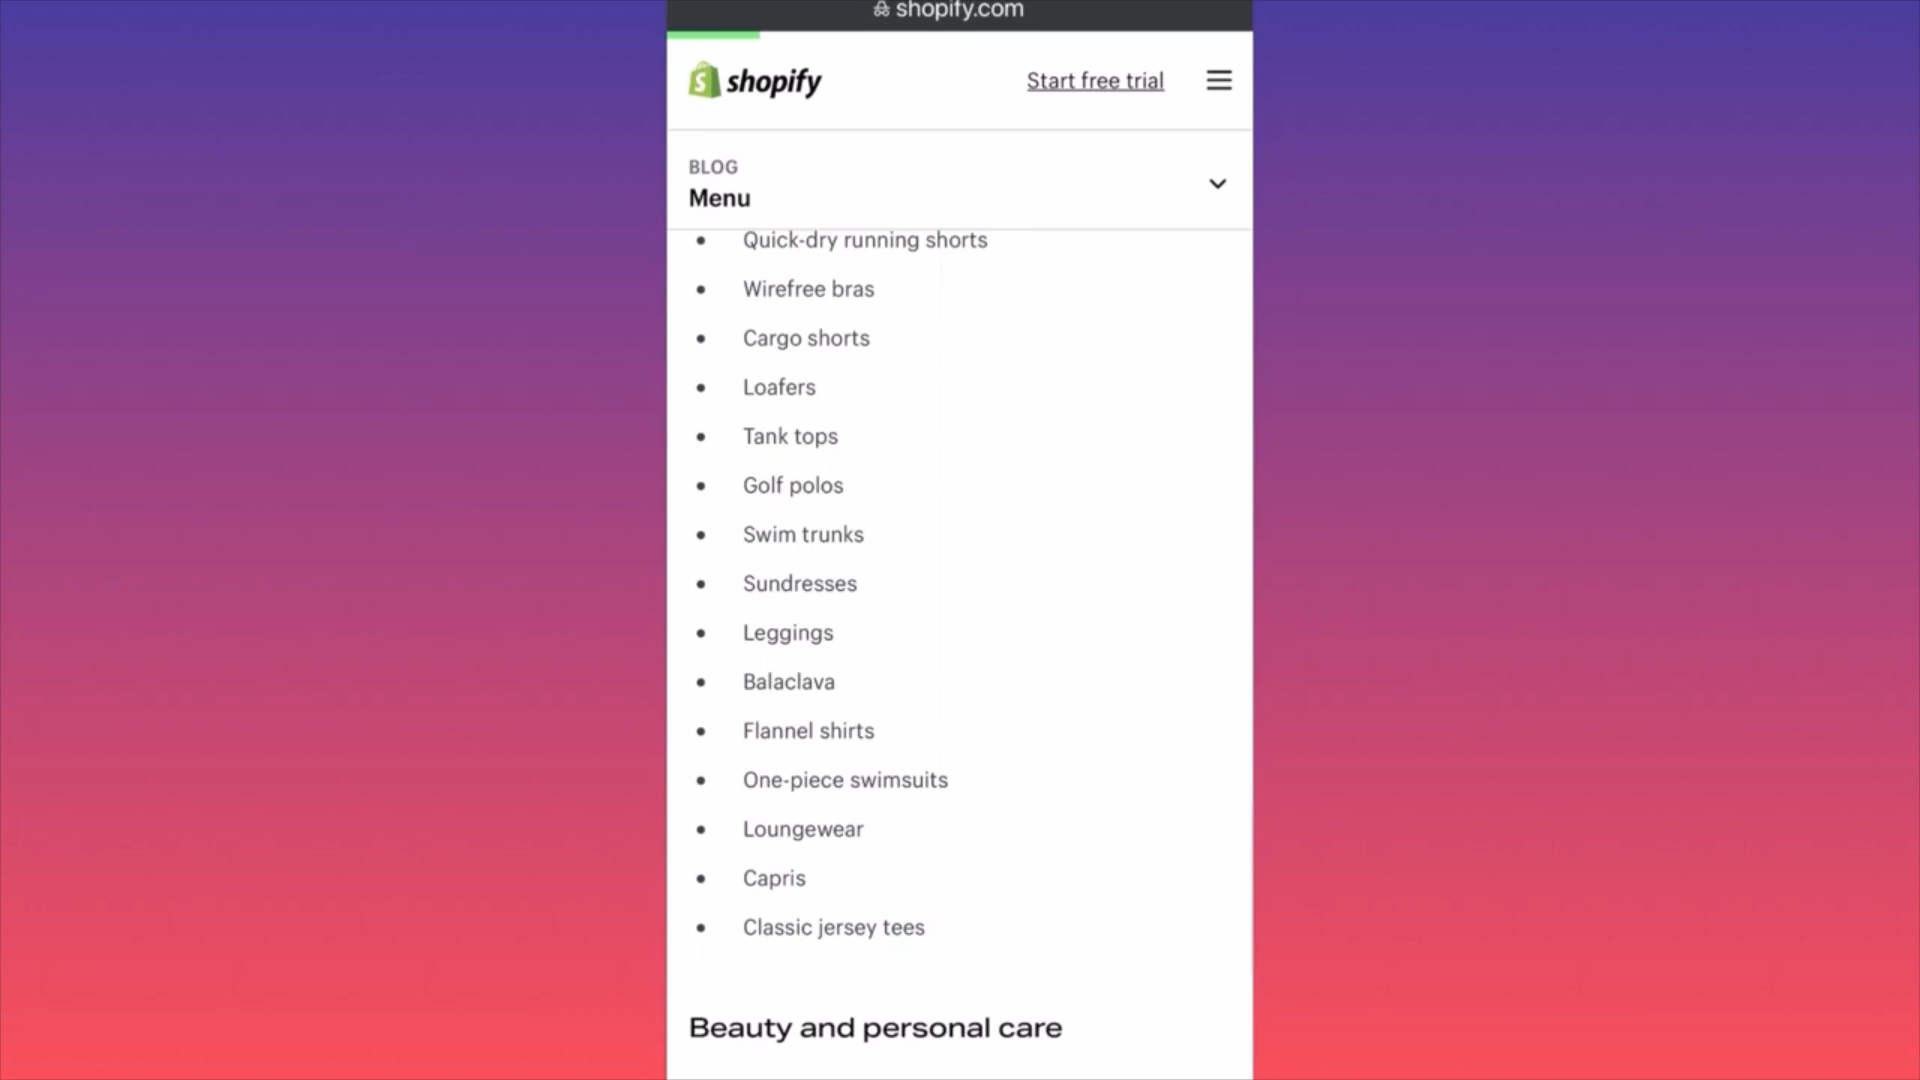 shopify.com
shopify
Start free trial
BLOG
Menu
• Quick-dry running shorts
• Wirefree bras
• Cargo shorts
• Loafers
• Tank tops
• Golf polos
• Swim trunks
• Sundresses
• Leggings
• Balaclava
• Flannel shirts
• One-piece swimsuits
• Loungewear
• Capris
• Classic jersey tees
Beauty and personal care